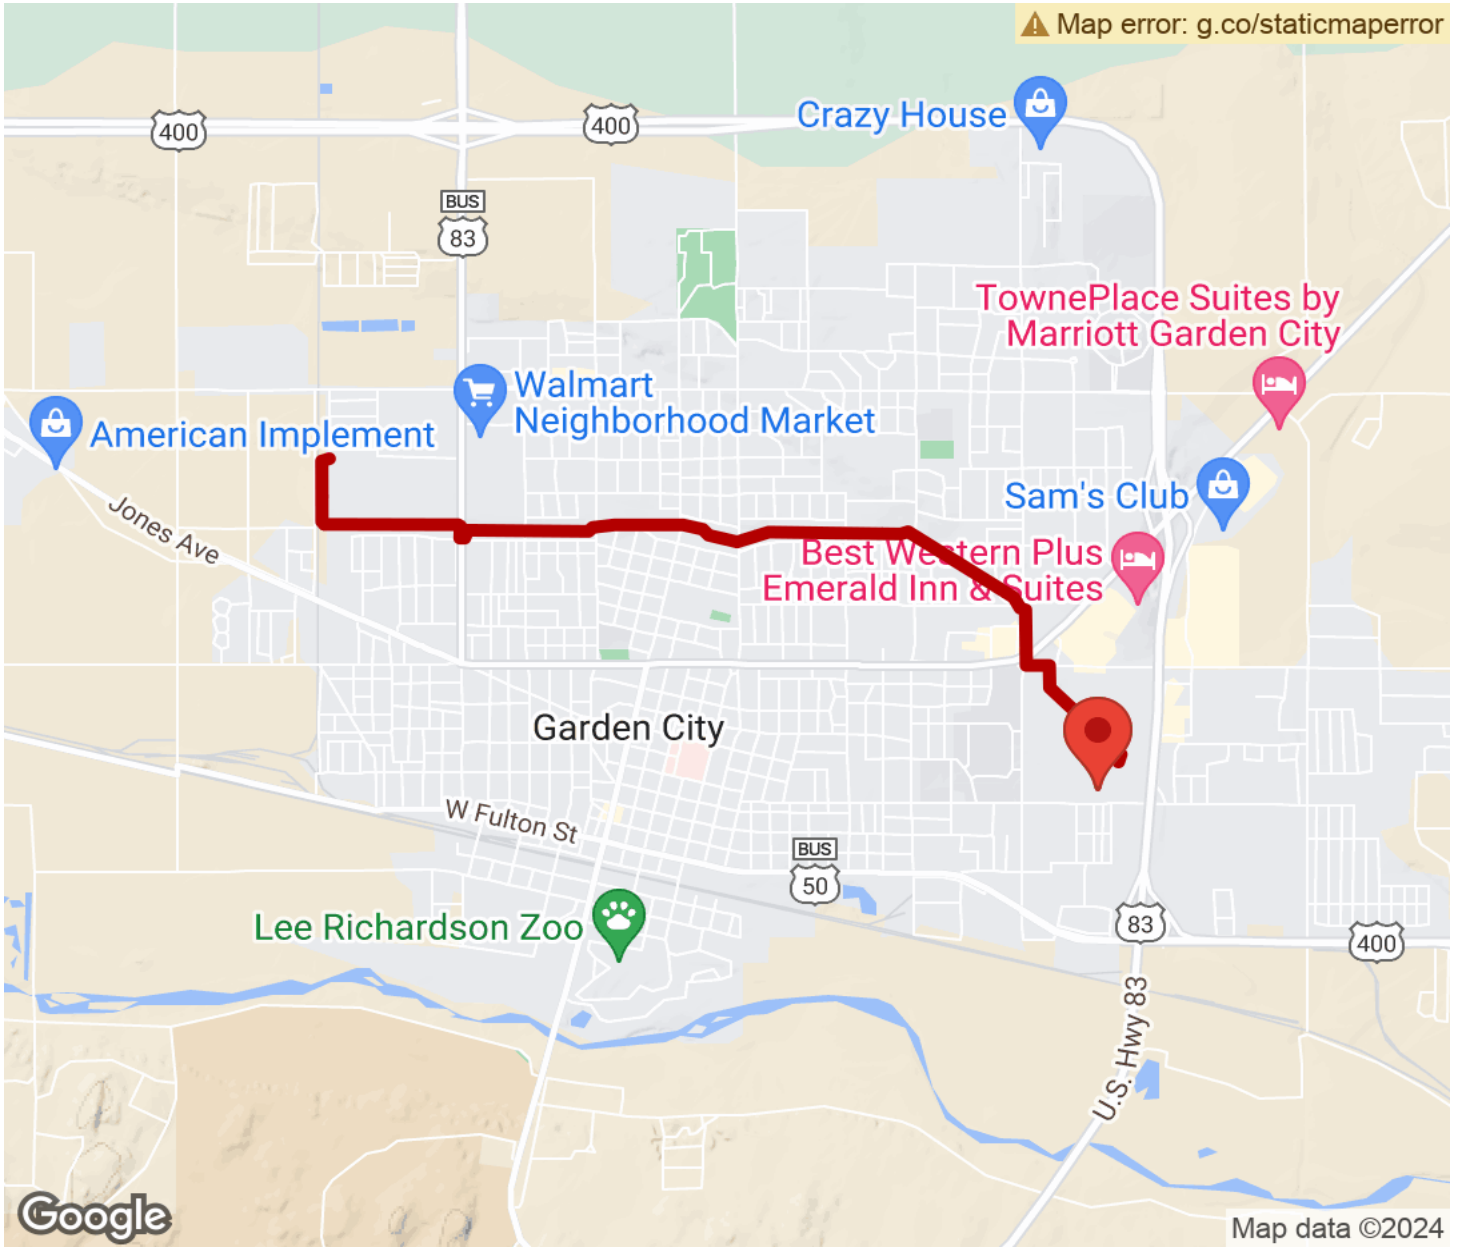 Map error: g.co/staticmaperror
Crazy House
400
400
BUS
83
TownePlace Suites by
Marriott Garden City
Walmart
Neighborhood Market
American Implement
Sam's Club
Jones Ave
Best Western Plus
Emerald Inn & Suites
Garden City
W Fulton St
BUS
50
Lee Richardson Zoo
83
400
U.S. Hwy 83
Google
Map data ©2024